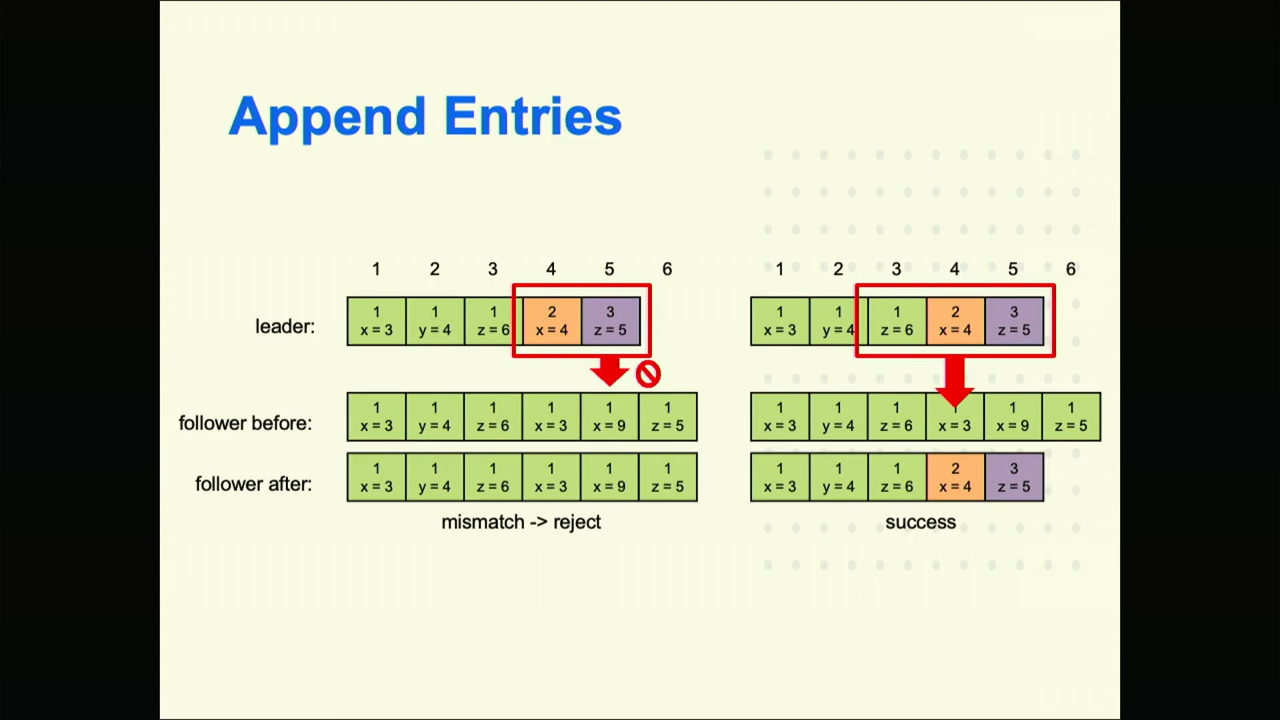 Append Entries
1 2 3 4 5 6 1 2 3 4 5 6
leader:
1 1 1 2 3 1 1 1 2 3
x = 3 y = 4 z = 6 x = 4 z = 5 x = 3 y = 4 z = 6 x = 4 z = 5
follower before:
1 1 1 1 1 1 1 1 1 1 1 1
x = 3 y = 4 z = 6 x = 3 x = 9 z = 5 x = 3 y = 4 z = 6 x = 3 x = 9 z = 5
follower after:
1 1 1 1 1 1 1 1 1 2 3
x = 3 y = 4 z = 6 x = 3 x = 9 z = 5 x = 3 y = 4 z = 6 x = 4 z = 5
mismatch -> reject success